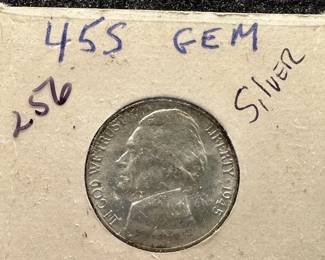 45S GEM
256
Silver
IN GOD WE TRUST
LIBERTY 1945